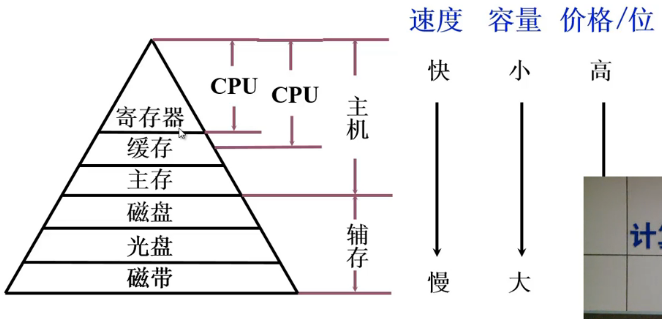 速度 容量 价格/位
快 小 高
CPU CPU 主机
寄存器
缓存
主存
磁盘
光盘
磁带
辅存
慢 大
计